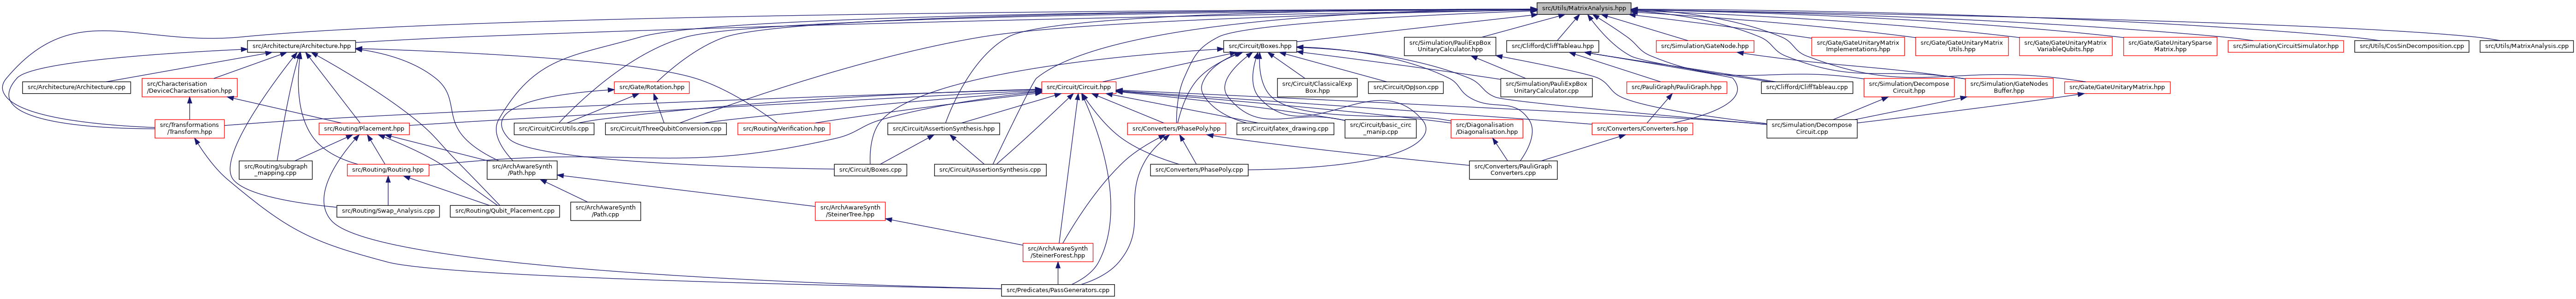 src/Utils/MatrixAnalysis.hpp
src/Architecture/Architecture.hpp
src/Circuit/Boxes.hpp
src/Simulation/PauliExpBox
UnitaryCalculator.hpp
src/Clifford/CliffTableau.hpp
src/Simulation/GateNode.hpp
src/Gate/GateUnitaryMatrix
Implementations.hpp
src/Gate/GateUnitaryMatrix
Utils.hpp
src/Gate/GateUnitaryMatrix
VariableQubits.hpp
src/Gate/GateUnitarySparse
Matrix.hpp
src/Simulation/CircuitSimulator.hpp
src/Utils/CosSinDecomposition.cpp
src/Utils/MatrixAnalysis.cpp
src/Architecture/Architecture.cpp
src/Characterisation
/DeviceCharacterisation.hpp
src/Gate/Rotation.hpp
src/Circuit/Circuit.hpp
src/Circuit/ClassicalExp
Box.hpp
src/Circuit/OpJson.cpp
src/Simulation/PauliExpBox
UnitaryCalculator.cpp
src/PauliGraph/PauliGraph.hpp
src/Clifford/CliffTableau.cpp
src/Simulation/Decompose
Circuit.hpp
src/Simulation/GateNodes
Buffer.hpp
src/Gate/GateUnitaryMatrix.hpp
src/Transformations
/Transform.hpp
src/Routing/Placement.hpp
src/Circuit/CircUtils.cpp
src/Circuit/ThreeQubitConversion.cpp
src/Routing/Verification.hpp
src/Circuit/AssertionSynthesis.hpp
src/Converters/PhasePoly.hpp
src/Circuit/latex_drawing.cpp
src/Circuit/basic_circ
_manip.cpp
src/Diagonalisation
/Diagonalisation.hpp
src/Converters/Converters.hpp
src/Simulation/Decompose
Circuit.cpp
src/Routing/subgraph
_mapping.cpp
src/Routing/Routing.hpp
src/ArchAwareSynth
/Path.hpp
src/Circuit/Boxes.cpp
src/Circuit/AssertionSynthesis.cpp
src/Converters/PhasePoly.cpp
src/Converters/PauliGraph
Converters.cpp
src/Routing/Swap_Analysis.cpp
src/Routing/Qubit_Placement.cpp
src/ArchAwareSynth
/Path.cpp
src/ArchAwareSynth
/SteinerTree.hpp
src/ArchAwareSynth
/SteinerForest.hpp
src/Predicates/PassGenerators.cpp